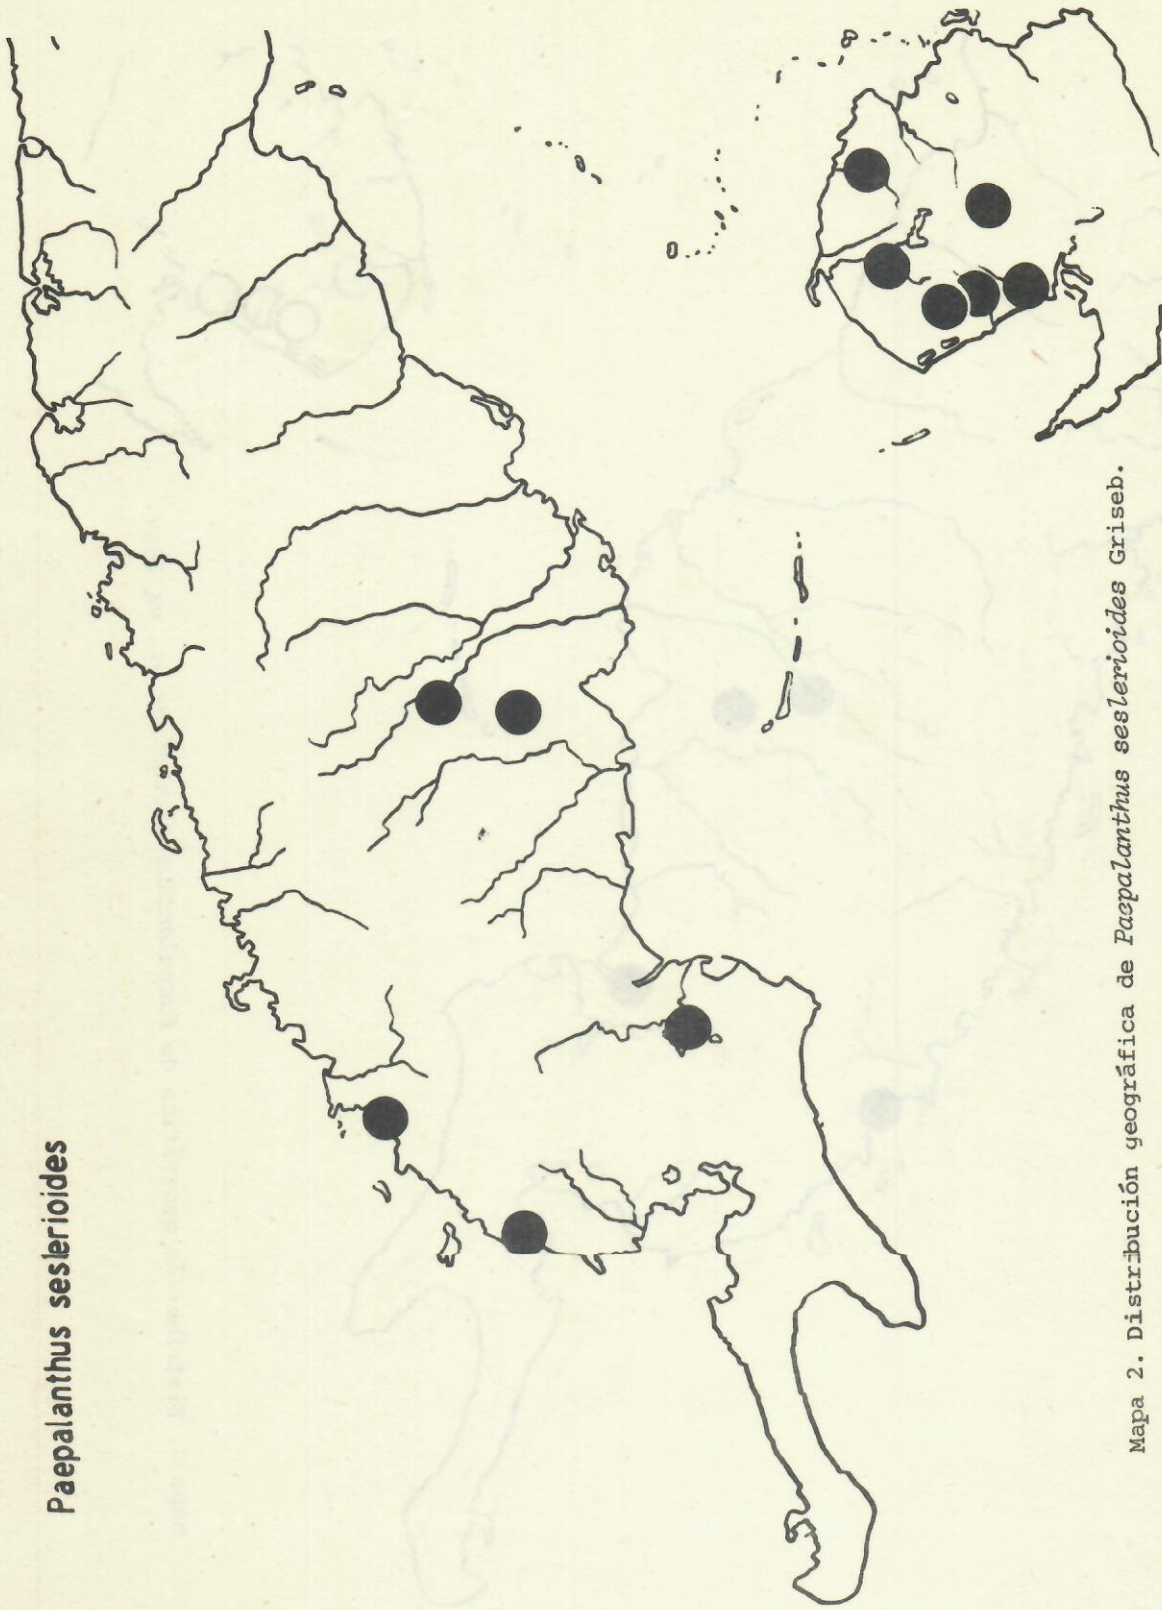 Paepalanthus seslerioides
Mapa 2. Distribución geográfica de Paepalanthus seslerioides Griseb.